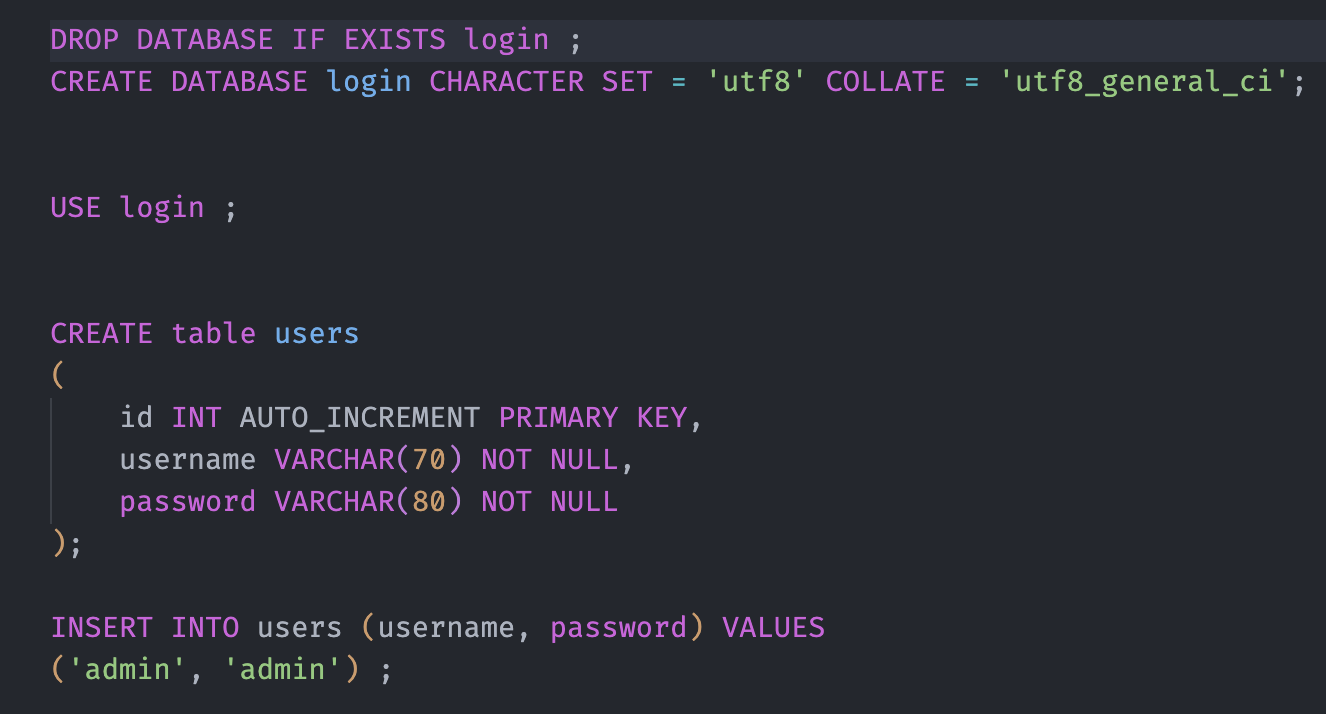 DROP DATABASE IF EXISTS login ;
CREATE DATABASE login CHARACTER SET = 'utf8' COLLATE = 'utf8_general_ci';
USE login ;
CREATE table users
(
id INT AUTO_INCREMENT PRIMARY KEY,
username VARCHAR(70) NOT NULL,
password VARCHAR(80) NOT NULL
);
INSERT INTO users (username, password) VALUES
('admin', 'admin') ;